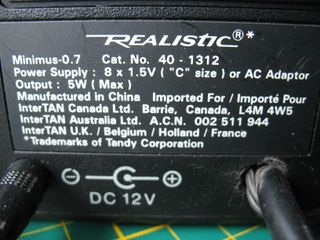 REALISTIC®*
Minimus-0.7 Cat. No. 40 - 1312
Power Supply : 8 x 1.5V ( "C" size ) or AC Adaptor
Output : 5W ( Max )
Manufactured in China Imported For / Importé Pour
InterTAN Canada Ltd. Barrie, Canada, L4M 4W5
InterTAN Australia Ltd. A.C.N. 002 511 944
InterTAN U.K. / Belgium / Holland / France
*Trademarks of Tandy Corporation
DC 12V